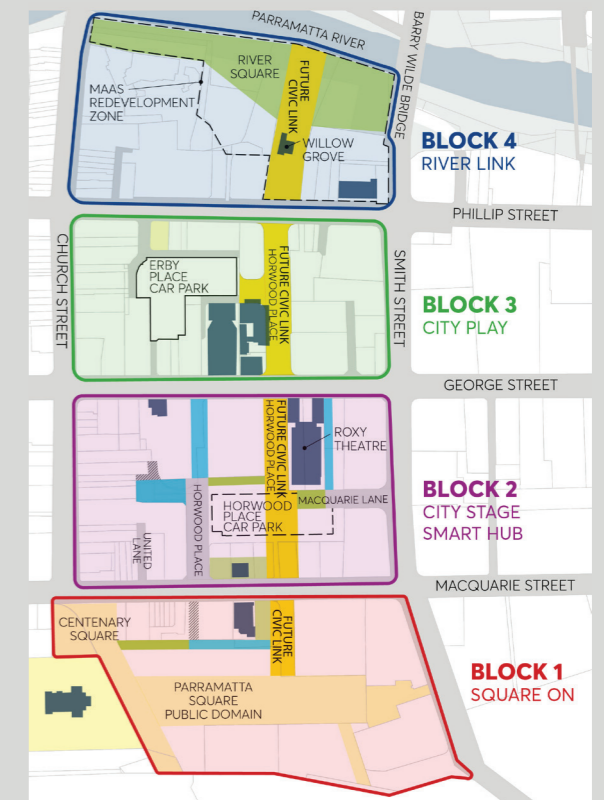 PARRAMATTA RIVER
BARRY WILDE BRIDGE
RIVER
SQUARE
MAAS
REDEVELOPMENT
ZONE
FUTURE
CIVIC LINK
WILLOW
GROVE
BLOCK 4
RIVER LINK
PHILLIP STREET
CHURCH STREET
ERBY
PLACE
CAR PARK
FUTURE CIVIC LINK
HORWOOD PLACE
SMITH STREET
BLOCK 3
CITY PLAY
GEORGE STREET
FUTURE CIVIC LINK
HORWOOD PLACE
ROXY
THEATRE
HORWOOD PLACE
HORWOOD
PLACE
CAR PARK
MACQUARIE LANE
UNITED
LANE
BLOCK 2
CITY STAGE
SMART HUB
MACQUARIE STREET
CENTENARY
SQUARE
FUTURE
CIVIC LINK
PARRAMATTA
SQUARE
PUBLIC DOMAIN
BLOCK 1
SQUARE ON